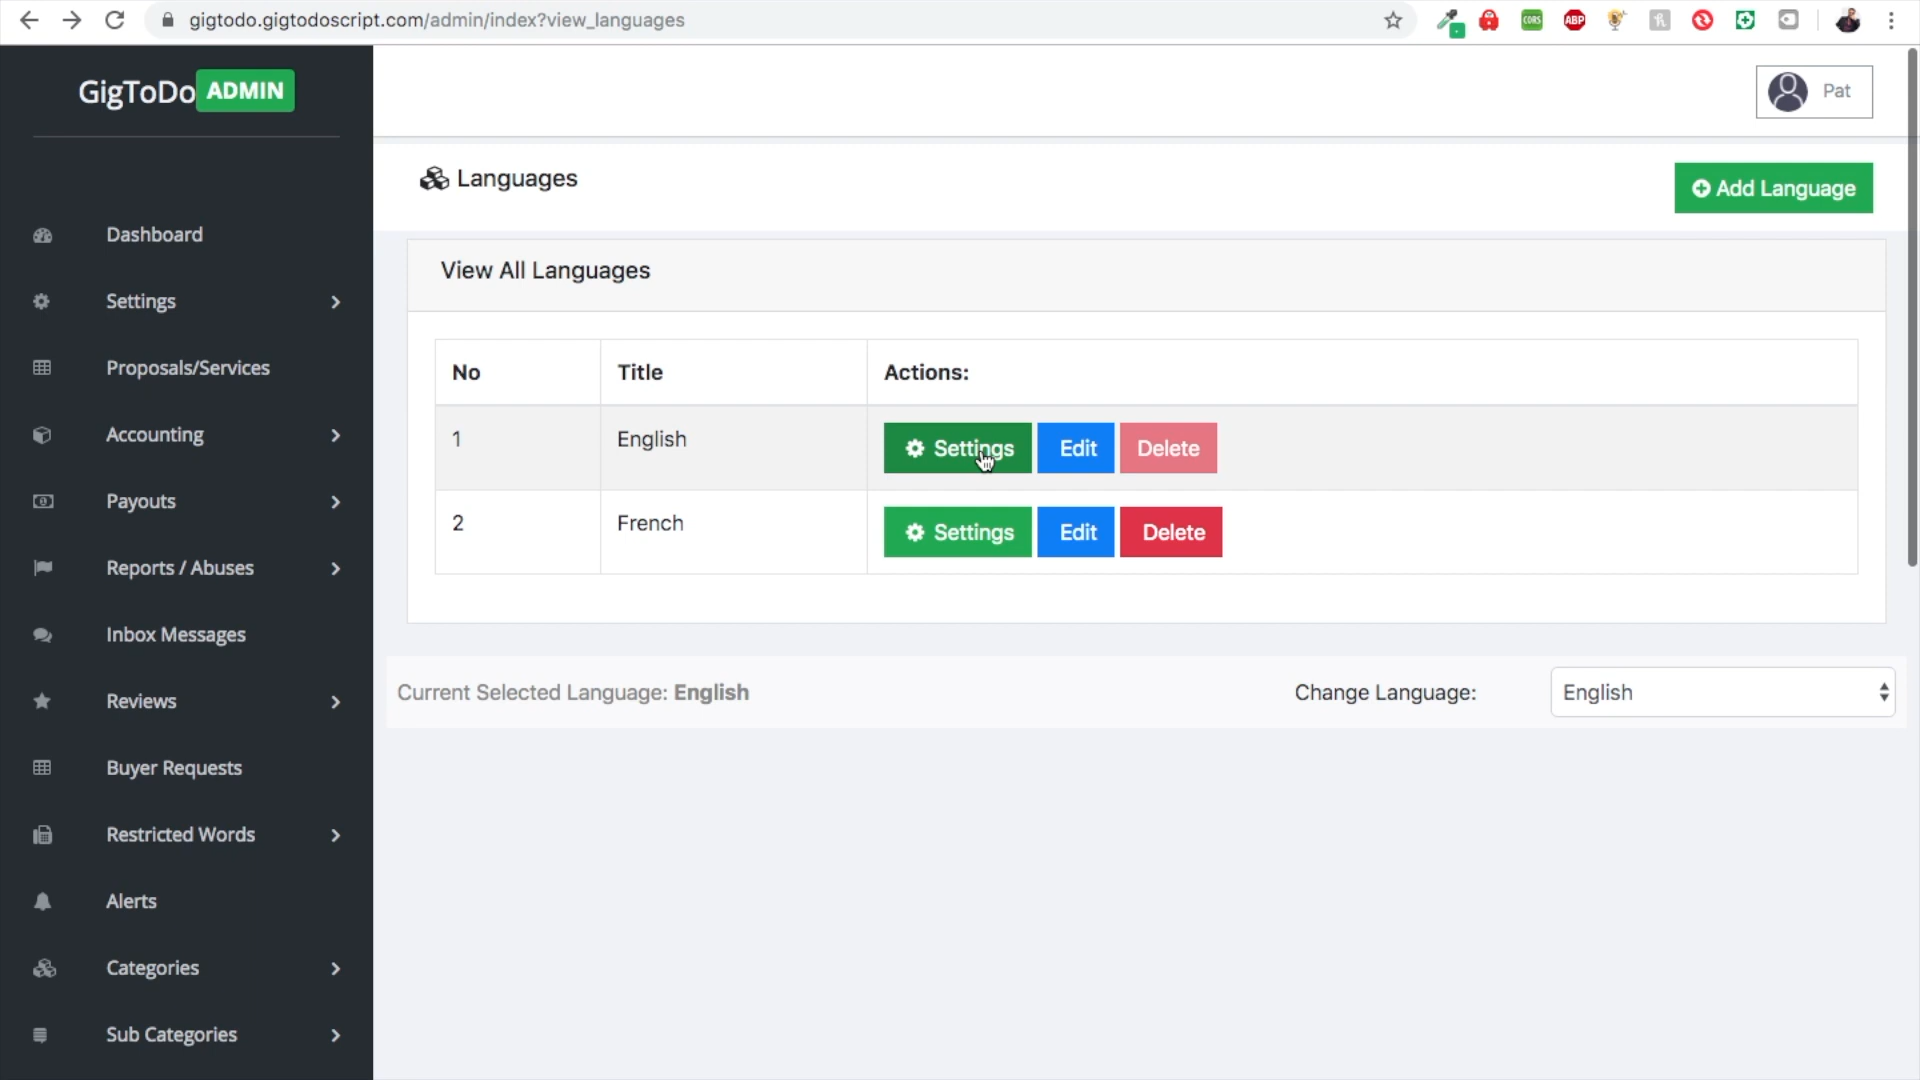 gigtodo.gigtodoscript.com/admin/index?view_languages
CORS
ABP
GigToDo ADMIN
Pat
Languages
Add Language
Dashboard
Settings
Proposals/Services
Accounting
Payouts
Reports / Abuses
Inbox Messages
Reviews
Buyer Requests
Restricted Words
Alerts
Categories
Sub Categories
View All Languages
No Title Actions:
1 English Settings Edit Delete
2 French Settings Edit Delete
Current Selected Language: English Change Language: English